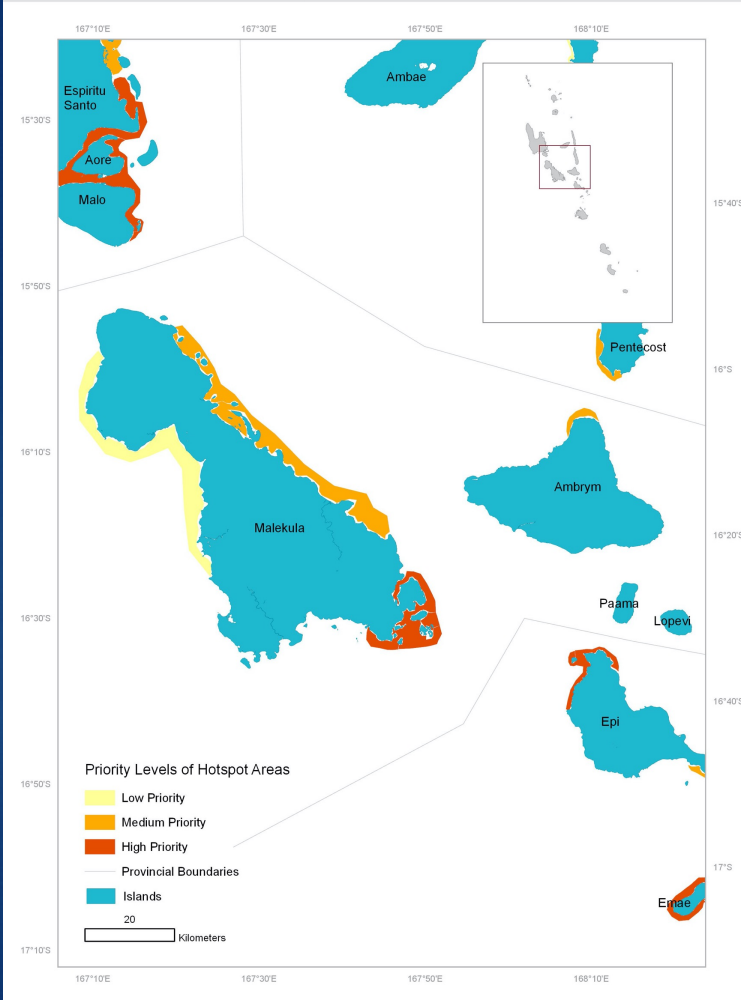 167°10'E 167°30'E 167°50'E 168°10'E
Ambae
Espiritu
Santo
15°30'S
Aore
Malo
15°40'S
15°50'S
Pentecost
16°S
16°10'S
Ambrym
Malekula
16°20'S
Paama
16°30'S
Lopevi
16°40'S
Epi
Priority Levels of Hotspot Areas
16°50'S
Low Priority
Medium Priority
High Priority
17°S
Provincial Boundaries
Islands
Emae
20
Kilometers
17°10'S
167°10'E 167°30'E 167°50'E 168°10'E